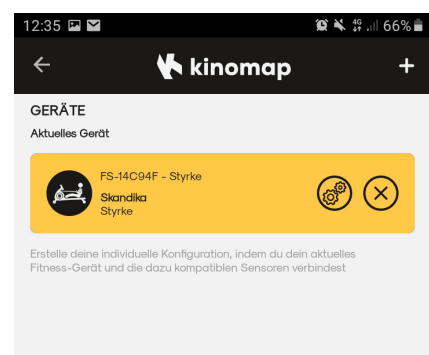 12:35 4G 66%
kinomap
GERÄTE
Aktuelles Gerät
FS-14C94F - Styrke
Skandika
Styrke
Erstelle deine individuelle Konfiguration, indem du dein aktuelles
Fitness-Gerät und die dazu kompatiblen Sensoren verbindest